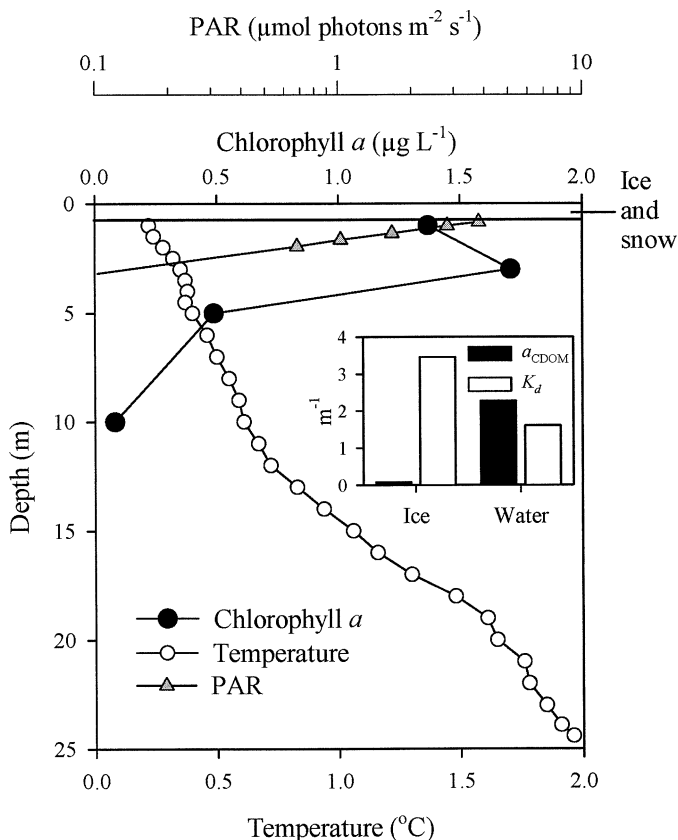 PAR (µmol photons m⁻² s⁻¹)
0.1 1 10
Chlorophyll a (µg L⁻¹)
0.0 0.5 1.0 1.5 2.0
Ice
and
snow
0
5
10
15
20
25
Depth (m)
4
3
2
1
0
m⁻¹
aCDOM
Kd
Ice Water
Chlorophyll a
Temperature
PAR
0.0 0.5 1.0 1.5 2.0
Temperature (°C)